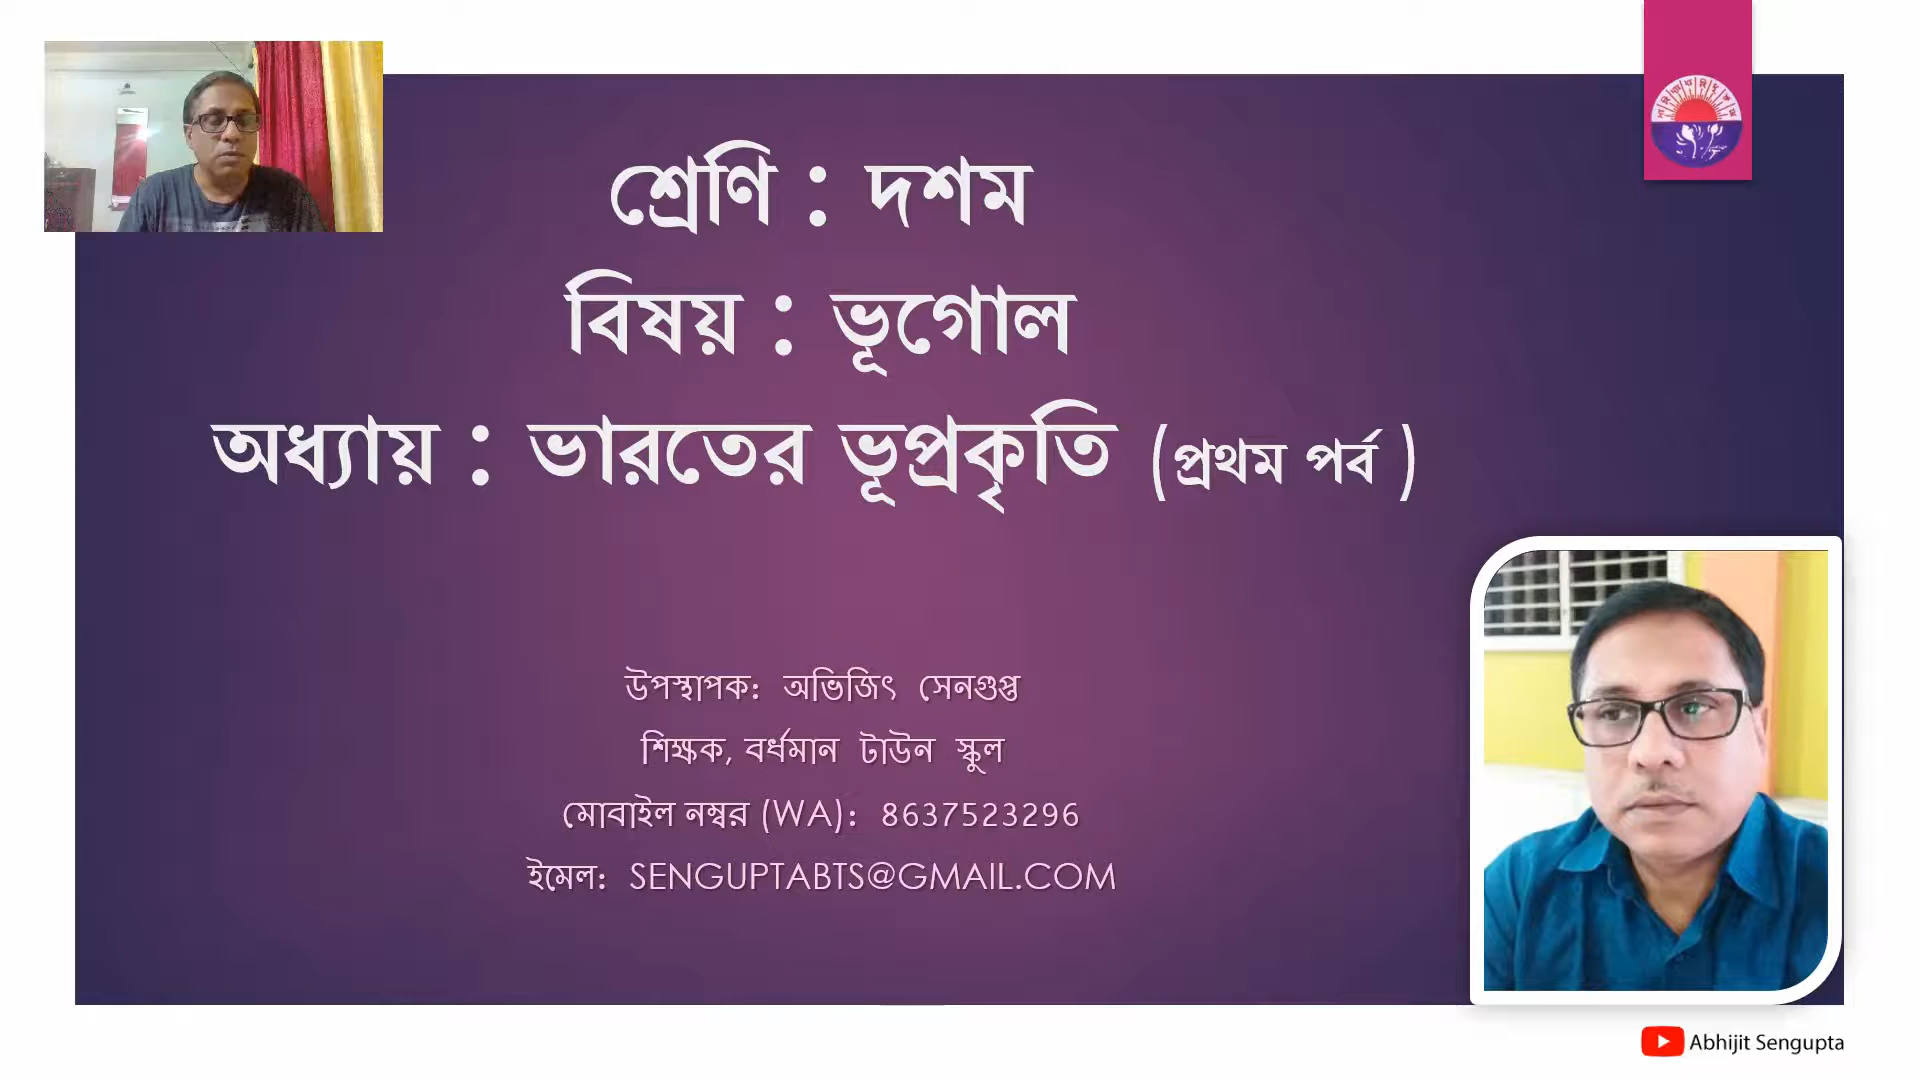 শ্রেণি : দশম
বিষয় : ভূগোল
অধ্যায় : ভারতের ভূপ্রকৃতি (প্রথম পর্ব )
উপস্থাপক: অভিজিৎ সেনগুপ্ত
শিক্ষক, বর্ধমান টাউন স্কুল
মোবাইল নম্বর (WA): 8637523296
ইমেল: SENGUPTABTS@GMAIL.COM
Abhijit Sengupta